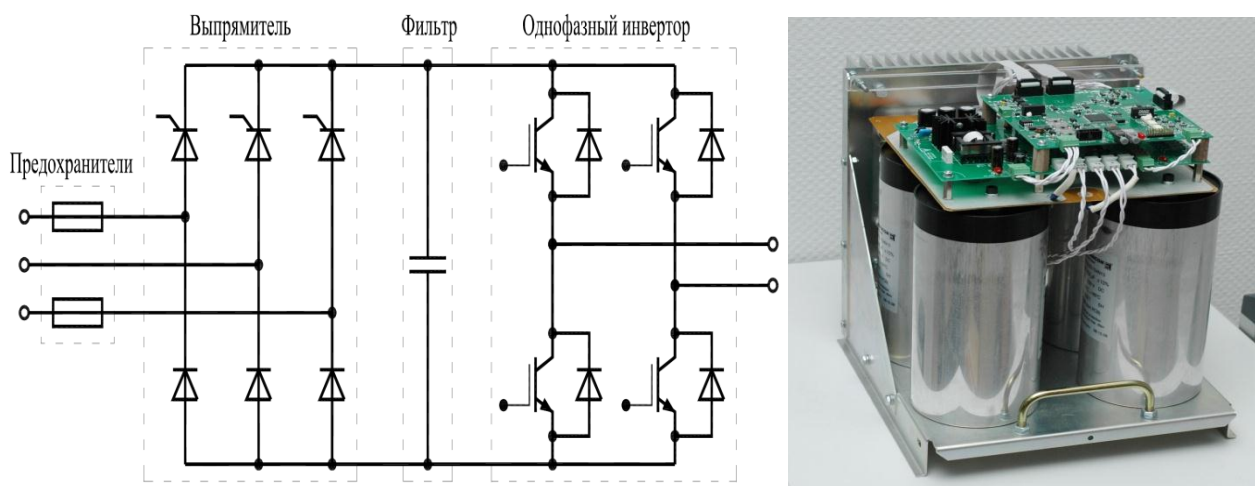 Выпрямитель
Фильтр
Однофазный инвертор
Предохранители